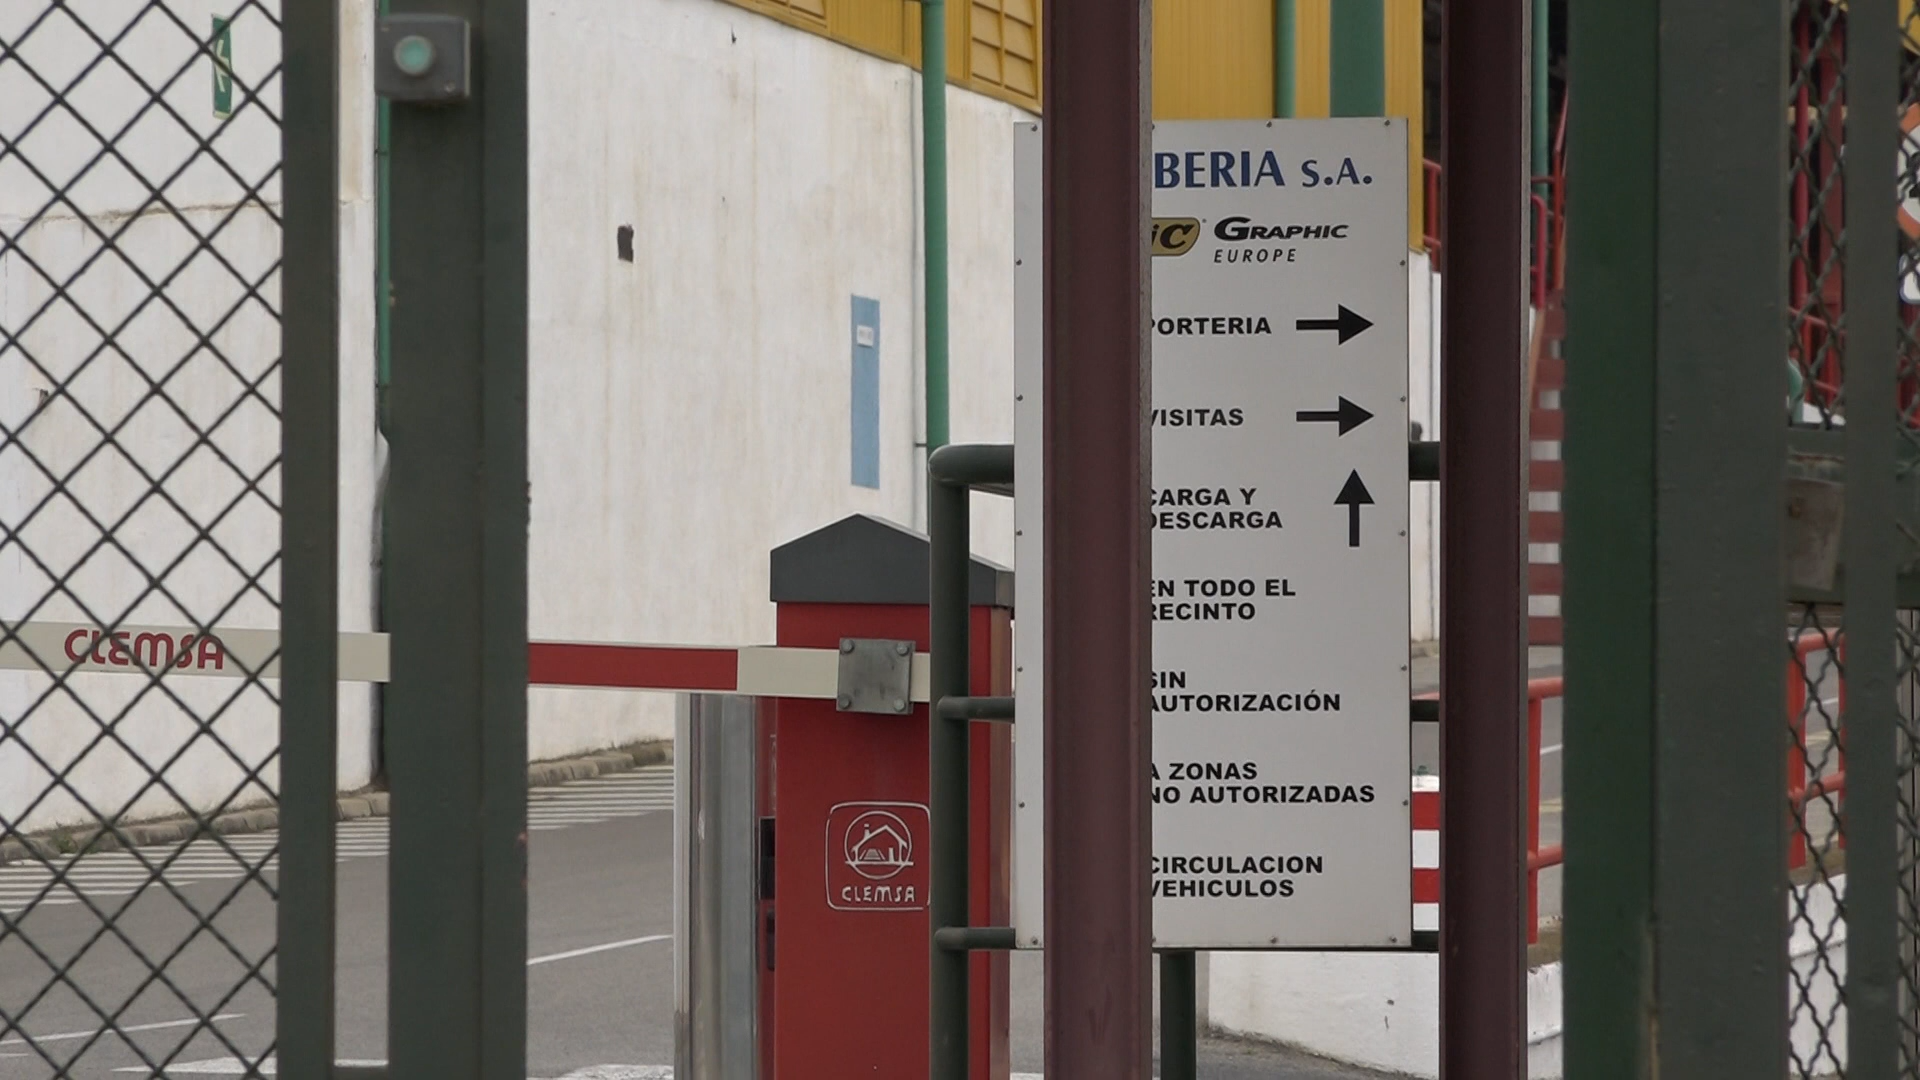 BERIA S.A.
iC GRAPHIC
EUROPE
PORTERIA
VISITAS
CARGA Y
DESCARGA
EN TODO EL
RECINTO
SIN
AUTORIZACIÓN
A ZONAS
NO AUTORIZADAS
CIRCULACION
VEHICULOS
CLEMSA
CLEMSA